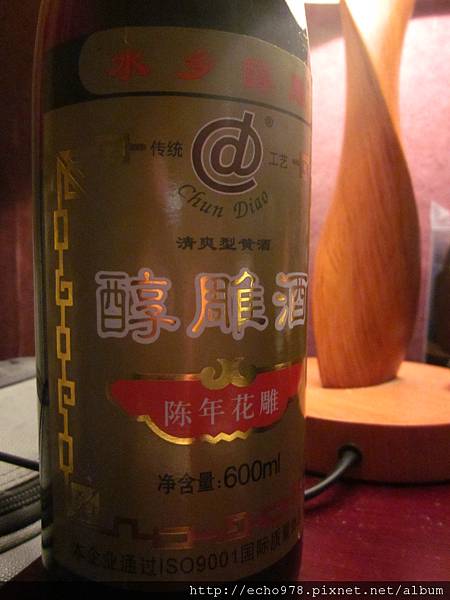 水乡
传统 @ ® 工艺
Chun Diao
清爽型黄酒
醇雕酒
陈年花雕
净含量:600ml
本企业通过ISO9001国际质
http://echo978.pixnet.net/album